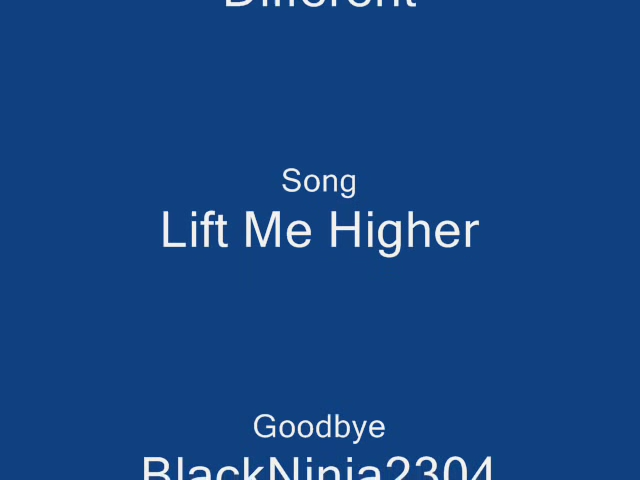 Different
Song
Lift Me Higher
Goodbye
BlackNinja2304